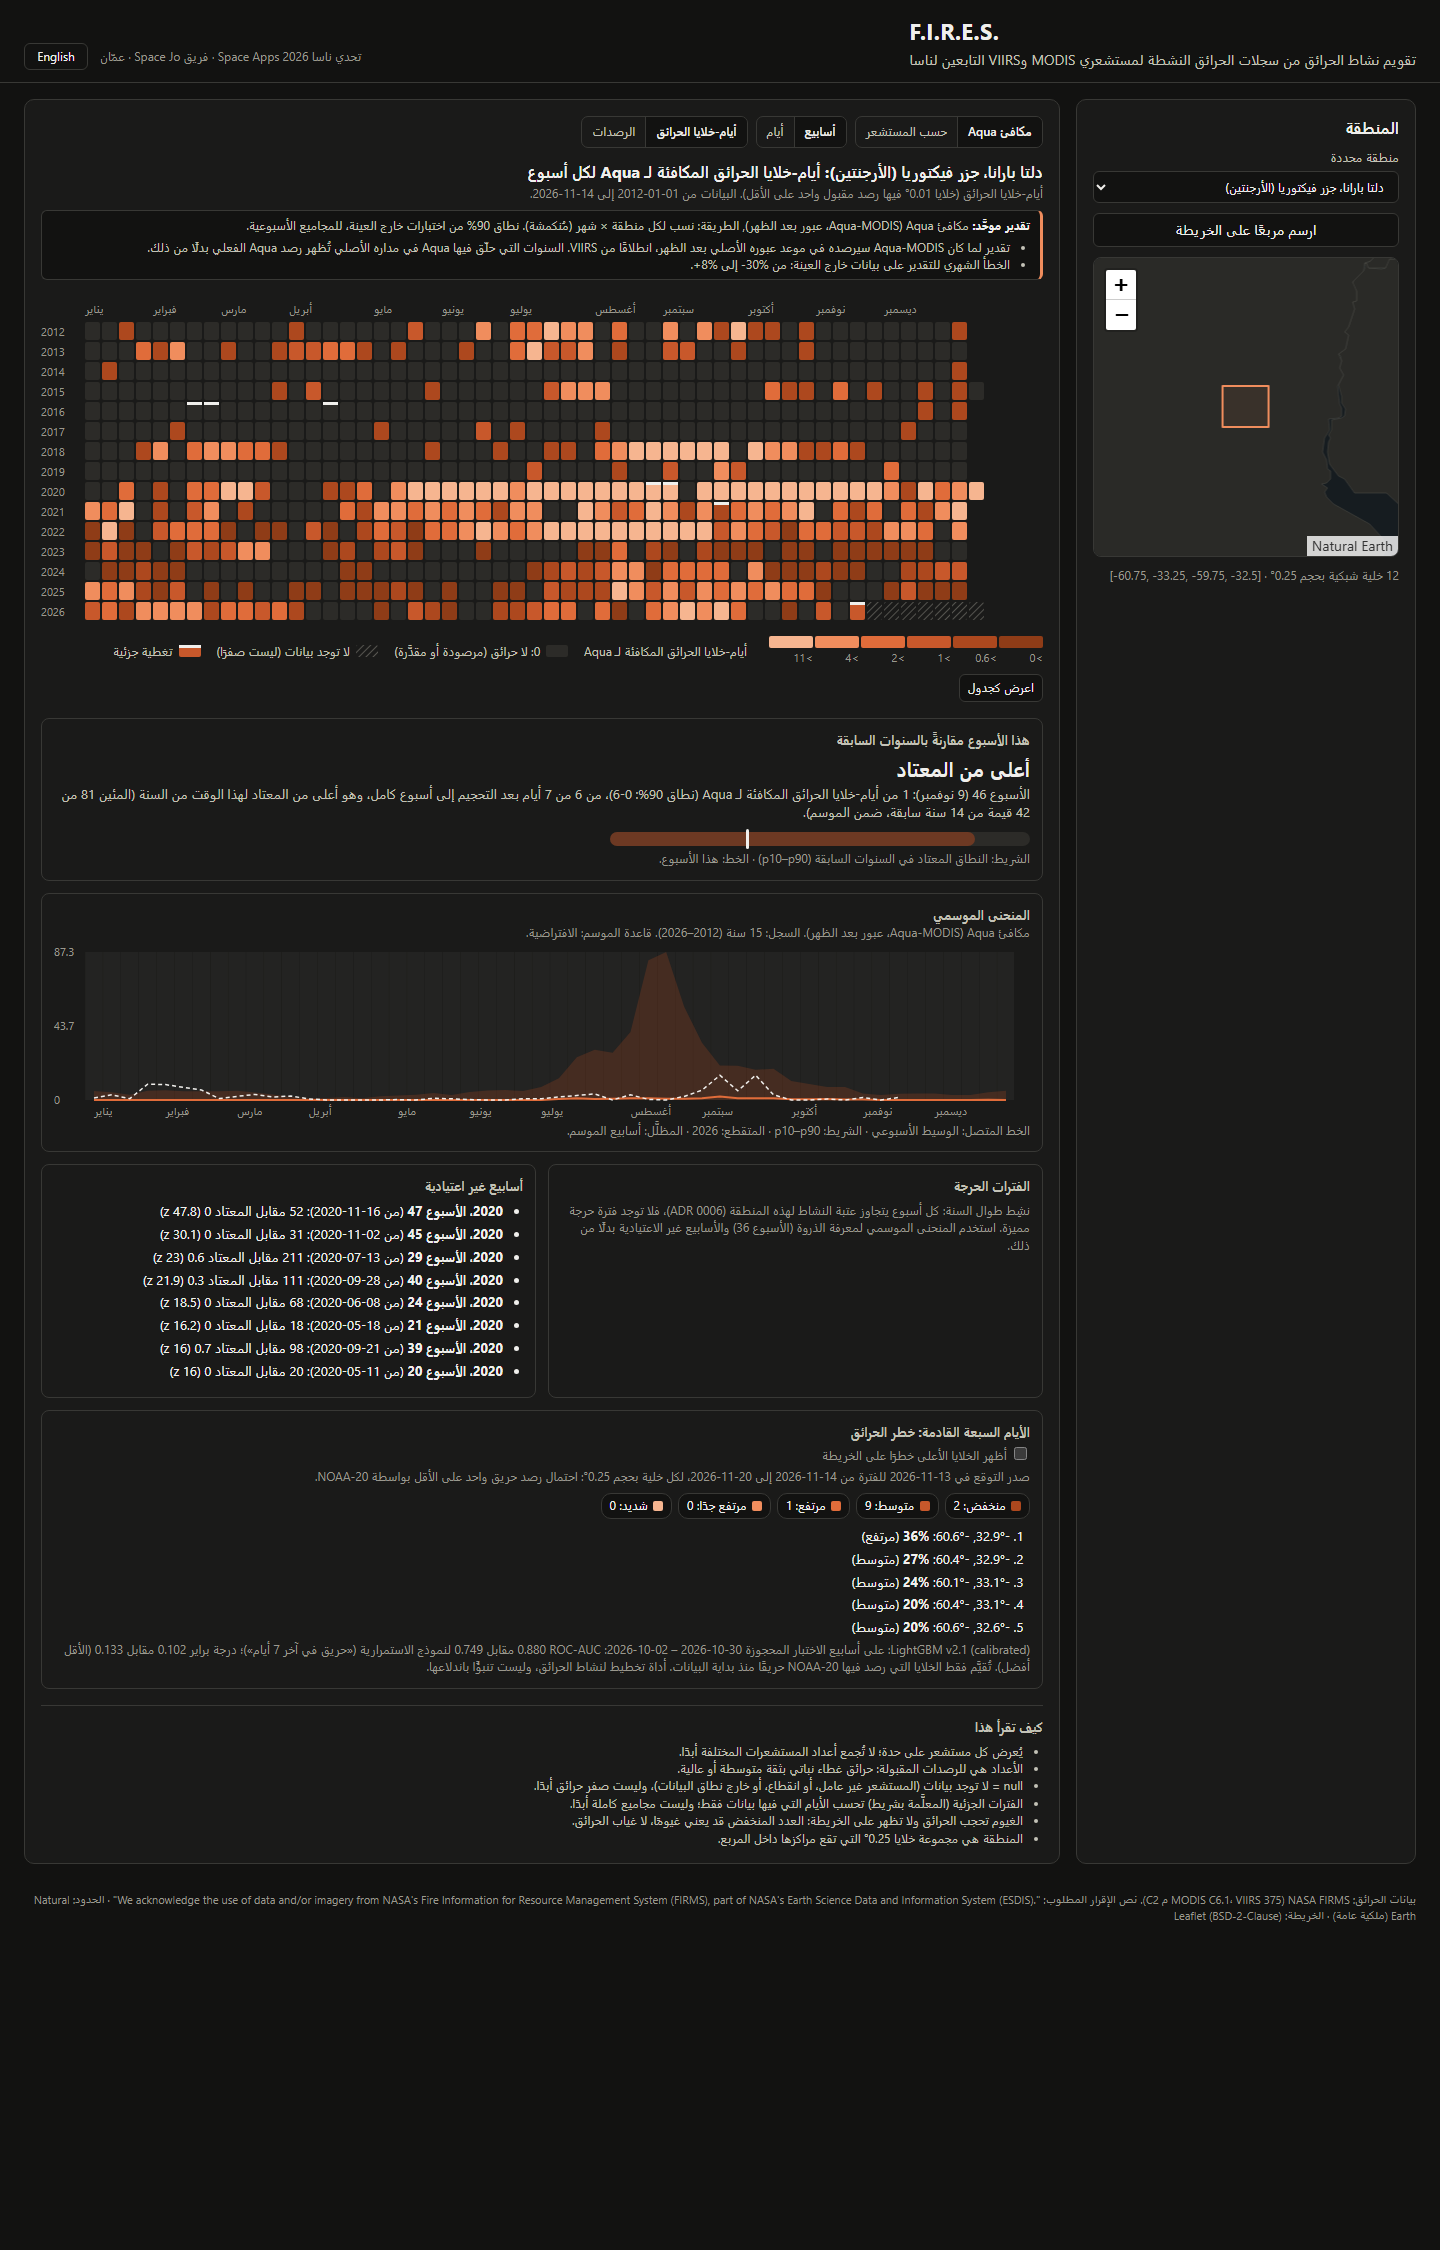 F.I.R.E.S.
تقويم نشاط الحرائق من سجلات الحرائق النشطة لمستشعري MODIS وVIIRS التابعين لناسا
تحدي ناسا Space Apps 2026 · فريق Space Jo · عمّان
English
المنطقة
منطقة محددة
دلتا بارانا، جزر فيكتوريا (الأرجنتين)
ارسم مربعًا على الخريطة
+
−
Natural Earth
12 خلية شبكية بحجم 0.25° · [-60.75, -33.25, -59.75, -32.5]
مكافئ Aqua
حسب المستشعر
أسابيع
أيام
أيام-خلايا الحرائق
الرصدات
دلتا بارانا، جزر فيكتوريا (الأرجنتين): أيام-خلايا الحرائق المكافئة لـ Aqua لكل أسبوع
أيام-خلايا الحرائق (خلايا 0.01° فيها رصد مقبول واحد على الأقل). البيانات من 01-01-2012 إلى 14-11-2026.
تقدير موحَّد: مكافئ Aqua (Aqua-MODIS، عبور بعد الظهر). الطريقة: نسب لكل منطقة × شهر (مُنكمشة). نطاق 90% من اختبارات خارج العينة، للمجاميع الأسبوعية.
• تقدير لما كان Aqua-MODIS سيرصده في موعد عبوره الأصلي بعد الظهر، انطلاقًا من VIIRS. السنوات التي حلّق فيها Aqua في مداره الأصلي تُظهر رصد Aqua الفعلي بدلًا من ذلك.
• الخطأ الشهري للتقدير على بيانات خارج العينة: من 30%- إلى 8%+.
يناير فبراير مارس أبريل مايو يونيو يوليو أغسطس سبتمبر أكتوبر نوفمبر ديسمبر
2012
2013
2014
2015
2016
2017
2018
2019
2020
2021
2022
2023
2024
2025
2026
0< 0.6< 1< 2< 4< 11<
أيام-خلايا الحرائق المكافئة لـ Aqua
0: لا حرائق (مرصودة أو مقدَّرة)
لا توجد بيانات (ليست صفرًا)
تغطية جزئية
اعرض كجدول
هذا الأسبوع مقارنةً بالسنوات السابقة
أعلى من المعتاد
الأسبوع 46 (9 نوفمبر): 1 من أيام-خلايا الحرائق المكافئة لـ Aqua (نطاق 90%: 0-6)، من 6 من 7 أيام بعد التحجيم إلى أسبوع كامل، وهو أعلى من المعتاد لهذا الوقت من السنة (المئين 81 من
42 قيمة من 14 سنة سابقة، ضمن الموسم).
الشريط: النطاق المعتاد في السنوات السابقة (p10–p90) · الخط: هذا الأسبوع.
المنحنى الموسمي
مكافئ Aqua (Aqua-MODIS، عبور بعد الظهر). السجل: 15 سنة (2012–2026). قاعدة الموسم: الافتراضية.
87.3
43.7
0
يناير فبراير مارس أبريل مايو يونيو يوليو أغسطس سبتمبر أكتوبر نوفمبر ديسمبر
الخط المتصل: الوسيط الأسبوعي · الشريط: p10–p90 · المتقطع: 2026 · المظلَّل: أسابيع الموسم.
الفترات الحرجة
نشِط طوال السنة: كل أسبوع يتجاوز عتبة النشاط لهذه المنطقة (ADR 0006)، فلا توجد فترة حرجة
مميزة. استخدم المنحنى الموسمي لمعرفة الذروة (الأسبوع 36) والأسابيع غير الاعتيادية بدلًا من
ذلك.
أسابيع غير اعتيادية
• 2020، الأسبوع 47 (من 16-11-2020): 52 مقابل المعتاد 0 (z 47.8)
• 2020، الأسبوع 45 (من 02-11-2020): 31 مقابل المعتاد 0 (z 30.1)
• 2020، الأسبوع 29 (من 13-07-2020): 211 مقابل المعتاد 0.6 (z 23)
• 2020، الأسبوع 40 (من 28-09-2020): 111 مقابل المعتاد 0.3 (z 21.9)
• 2020، الأسبوع 24 (من 08-06-2020): 68 مقابل المعتاد 0 (z 18.5)
• 2020، الأسبوع 21 (من 18-05-2020): 18 مقابل المعتاد 0 (z 16.2)
• 2020، الأسبوع 39 (من 21-09-2020): 98 مقابل المعتاد 0.7 (z 16)
• 2020، الأسبوع 20 (من 11-05-2020): 20 مقابل المعتاد 0 (z 16)
الأيام السبعة القادمة: خطر الحرائق
أظهر الخلايا الأعلى خطرًا على الخريطة
صدر التوقع في 13-11-2026 للفترة من 14-11-2026 إلى 20-11-2026، لكل خلية بحجم 0.25°: احتمال رصد حريق واحد على الأقل بواسطة NOAA-20.
منخفض: 2
متوسط: 9
مرتفع: 1
مرتفع جدًا: 0
شديد: 0
1. -32.9°, -60.6°: 36% (مرتفع)
2. -32.9°, -60.4°: 27% (متوسط)
3. -33.1°, -60.1°: 24% (متوسط)
4. -33.1°, -60.4°: 20% (متوسط)
5. -32.6°, -60.6°: 20% (متوسط)
LightGBM v2.1 (calibrated): على أسابيع الاختبار المحجوزة 30-10-2026 – 02-10-2026: ROC-AUC 0.880 مقابل 0.749 لنموذج الاستمرارية («حريق في آخر 7 أيام»)؛ درجة براير 0.102 مقابل 0.133 (الأقل
أفضل). تُقيَّم فقط الخلايا التي رصد فيها NOAA-20 حريقًا منذ بداية البيانات. أداة تخطيط لنشاط الحرائق، وليست تنبؤًا باندلاعها.
كيف تقرأ هذا
• يُعرض كل مستشعر على حدة؛ لا تُجمع أعداد المستشعرات المختلفة أبدًا.
• الأعداد هي للرصدات المقبولة: حرائق غطاء نباتي بثقة متوسطة أو عالية.
• null = لا توجد بيانات (المستشعر غير عامل، أو انقطاع، أو خارج نطاق البيانات)، وليست صفر حرائق أبدًا.
• الفترات الجزئية (المعلَّمة بشريط) تحسب الأيام التي فيها بيانات فقط؛ وليست مجاميع كاملة أبدًا.
• الغيوم تحجب الحرائق ولا تظهر على الخريطة: العدد المنخفض قد يعني غيومًا، لا غياب الحرائق.
• المنطقة هي مجموعة خلايا 0.25° التي تقع مراكزها داخل المربع.
بيانات الحرائق: NASA FIRMS (MODIS C6.1، VIIRS 375 م C2). نص الإقرار المطلوب: "We acknowledge the use of data and/or imagery from NASA's Fire Information for Resource Management System (FIRMS), part of NASA's Earth Science Data and Information System (ESDIS)." · الحدود: Natural
Earth (ملكية عامة) · الخريطة: Leaflet (BSD-2-Clause)